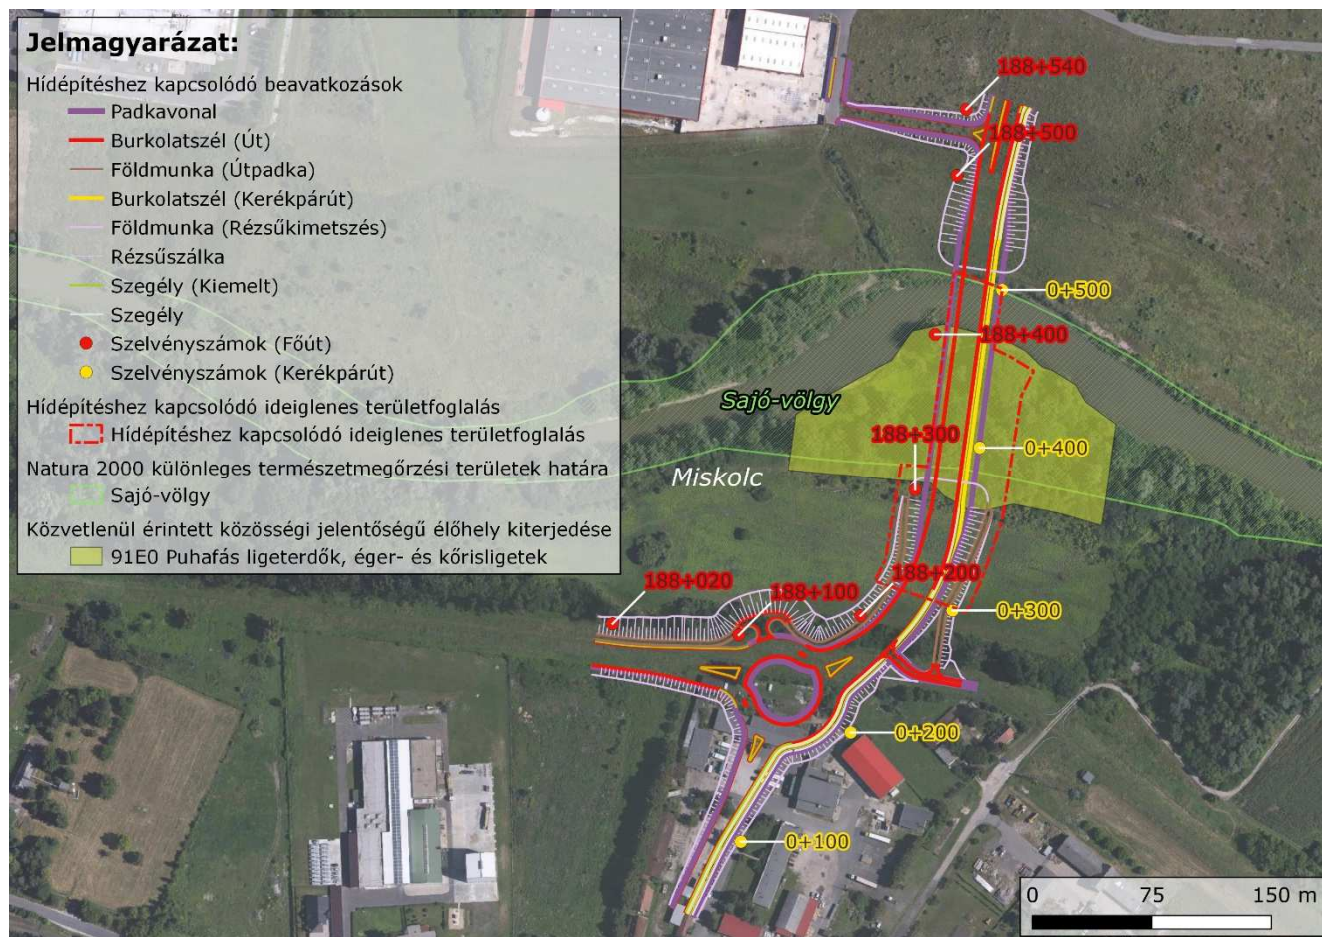 Jelmagyarázat:
Hídépítéshez kapcsolódó beavatkozások
Padkavonal
Burkolatszél (Út)
Földmunka (Útpadka)
Burkolatszél (Kerékpárút)
Földmunka (Rézsűkimetszés)
Rézsűszálka
Szegély (Kiemelt)
Szegély
Szelvényszámok (Főút)
Szelvényszámok (Kerékpárút)
Hídépítéshez kapcsolódó ideiglenes területfoglalás
Hídépítéshez kapcsolódó ideiglenes területfoglalás
Natura 2000 különleges természetmegőrzési területek határa
Sajó-völgy
Közvetlenül érintett közösségi jelentőségű élőhely kiterjedése
91E0 Puhafás ligeterdők, éger- és kőrisligetek
188+540
188+500
0+500
188+400
Sajó-völgy
188+300
0+400
Miskolc
188+200
188+020
188+100
0+300
0+200
0+100
0 75 150 m